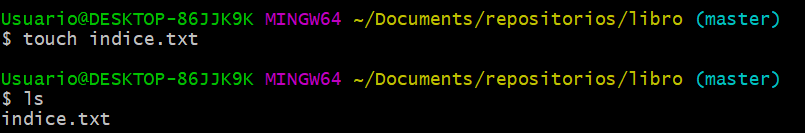 Usuario@DESKTOP-86JJK9K MINGW64 ~/Documents/repositorios/libro (master)
$ touch indice.txt
Usuario@DESKTOP-86JJK9K MINGW64 ~/Documents/repositorios/libro (master)
$ ls
indice.txt